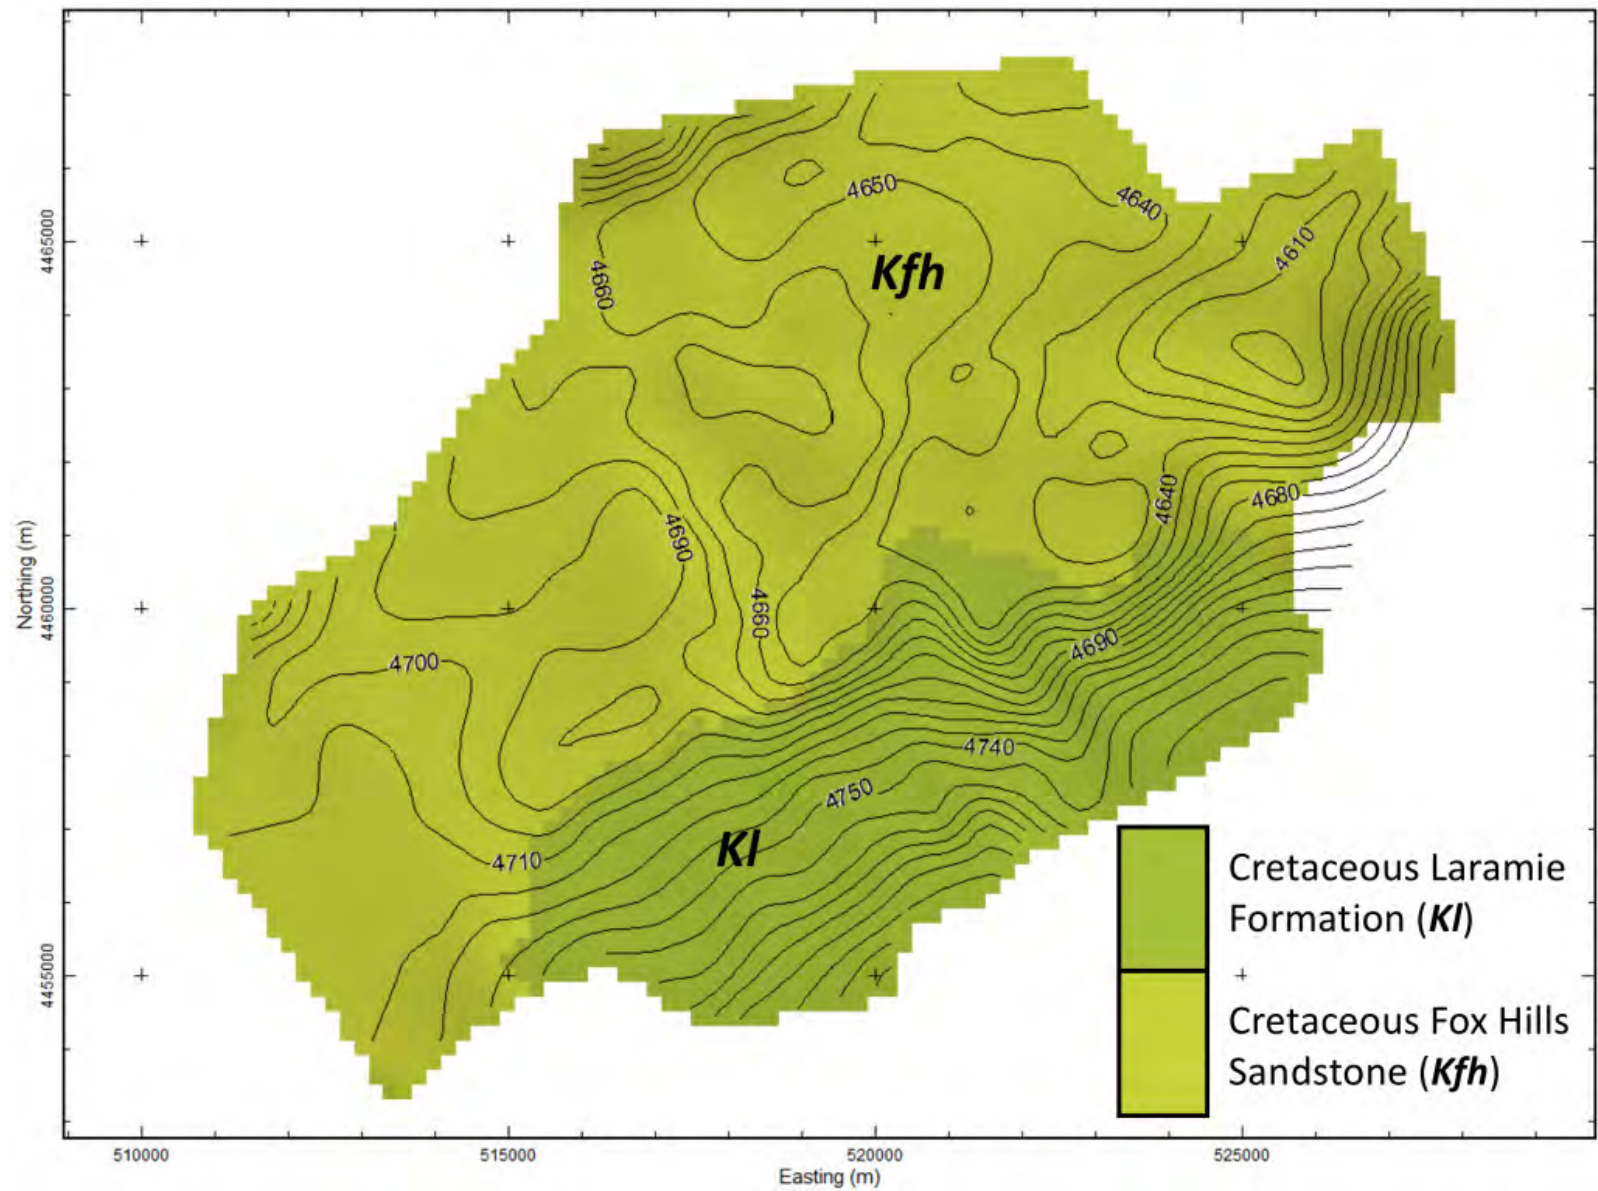 4650
4640
4610
4660
Kfh
4690
4640
4680
4660
4690
4700
4740
4750
4710
Kl
Cretaceous Laramie
Formation (Kl)
Cretaceous Fox Hills
Sandstone (Kfh)
4465000
4460000
4455000
Northing (m)
510000
515000
520000
525000
Easting (m)